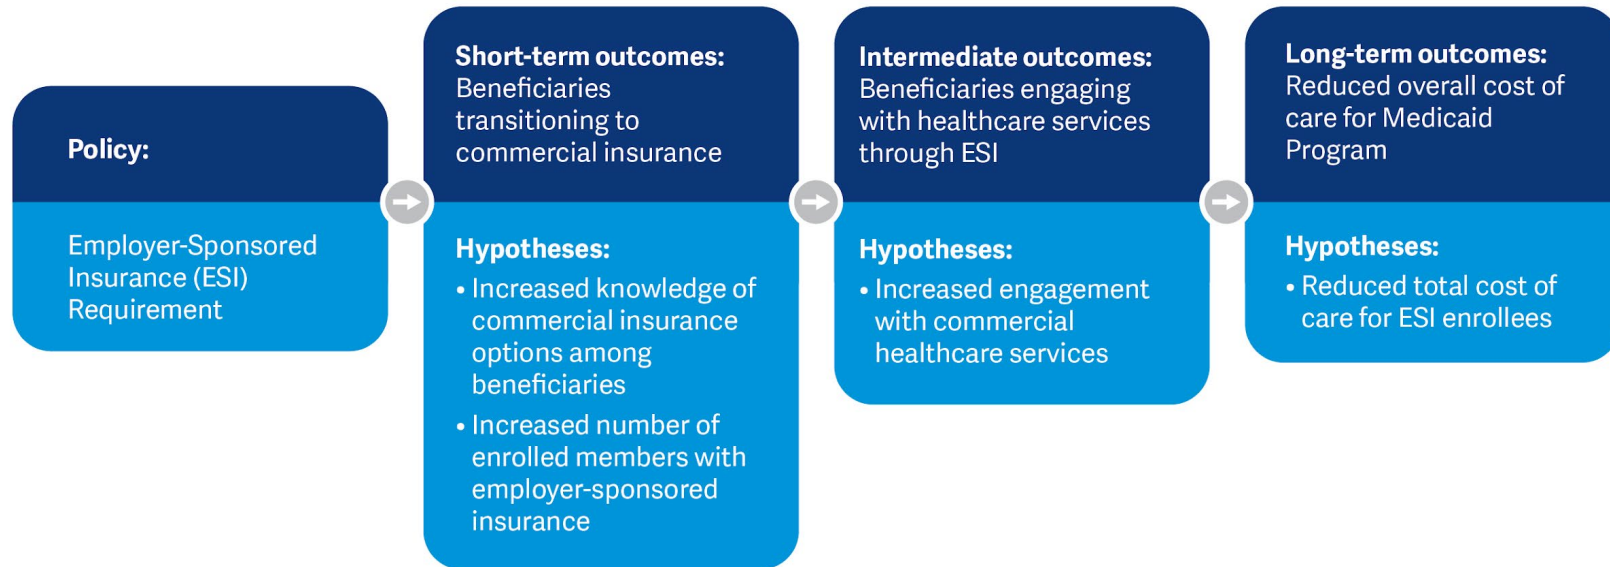 Policy:
Employer-Sponsored
Insurance (ESI)
Requirement
Short-term outcomes:
Beneficiaries
transitioning to
commercial insurance
Hypotheses:
• Increased knowledge of
commercial insurance
options among
beneficiaries
• Increased number of
enrolled members with
employer-sponsored
insurance
Intermediate outcomes:
Beneficiaries engaging
with healthcare services
through ESI
Hypotheses:
• Increased engagement
with commercial
healthcare services
Long-term outcomes:
Reduced overall cost of
care for Medicaid
Program
Hypotheses:
• Reduced total cost of
care for ESI enrollees